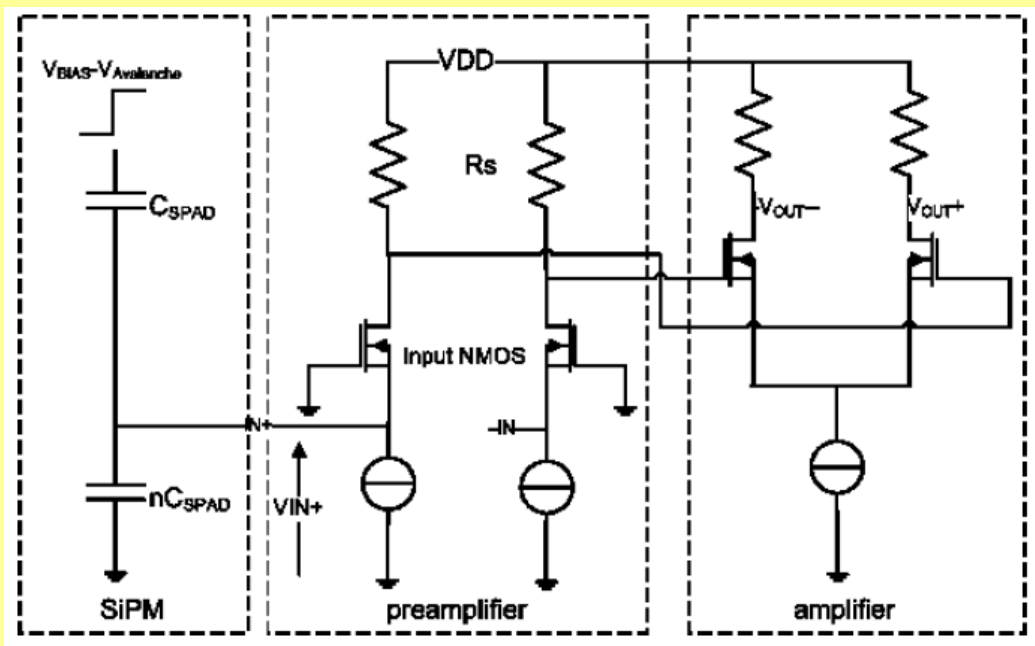 VBIAS-VAvalanche
CSPAD
nCSPAD
SiPM
VDD
Rs
Input NMOS
IN+
-IN
VIN+
preamplifier
-VOUT-
VOUT+
amplifier